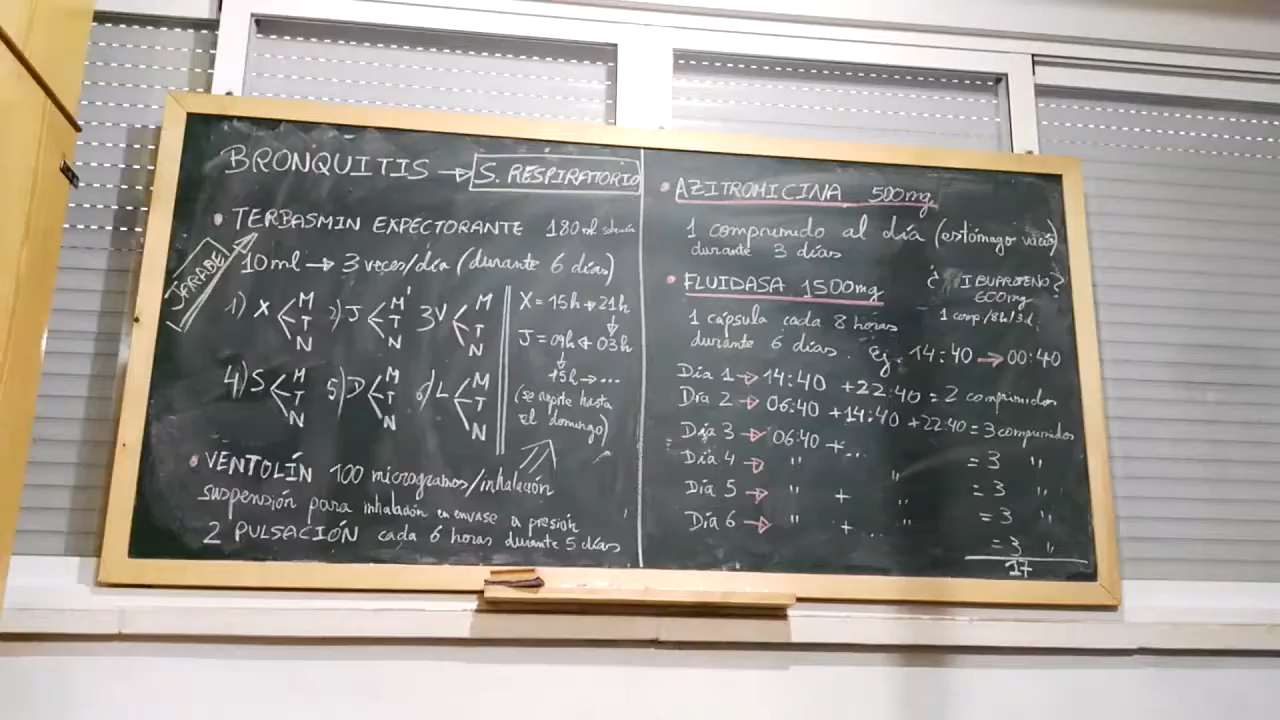 BRONQUITIS → S. RESPIRATORIO
• TERBASMIN EXPECTORANTE 180 ml solución
JARABE
10ml → 3 veces/día (durante 6 días)
1) X < M T N 2) J < M T N 3) V < M T N
4) S < M T N 5) D < M T N 6) L < M T N
X = 15h → 21h
J = 09h ← 03h
15h → ...
(se repite hasta
el domingo)
• VENTOLÍN 100 microgramos/inhalación
suspensión para inhalación en envase a presión
2 PULSACIÓN cada 6 horas durante 5 días
• AZITROMICINA 500mg
1 comprimido al día (estómago vacío)
durante 3 días
• FLUIDASA 1500mg
1 cápsula cada 8 horas
durante 6 días.
¿ IBUPROFENO?
600mg
1 comp/8h/3d.
Ej. 14:40 → 00:40
Día 1 → 14:40 + 22:40 = 2 comprimidos
Día 2 → 06:40 + 14:40 + 22:40 = 3 comprimidos
Día 3 → 06:40 + ...
Día 4 → " " = 3 "
Día 5 → " + " = 3 "
Día 6 → " + ... " = 3 "
= 3 "
17